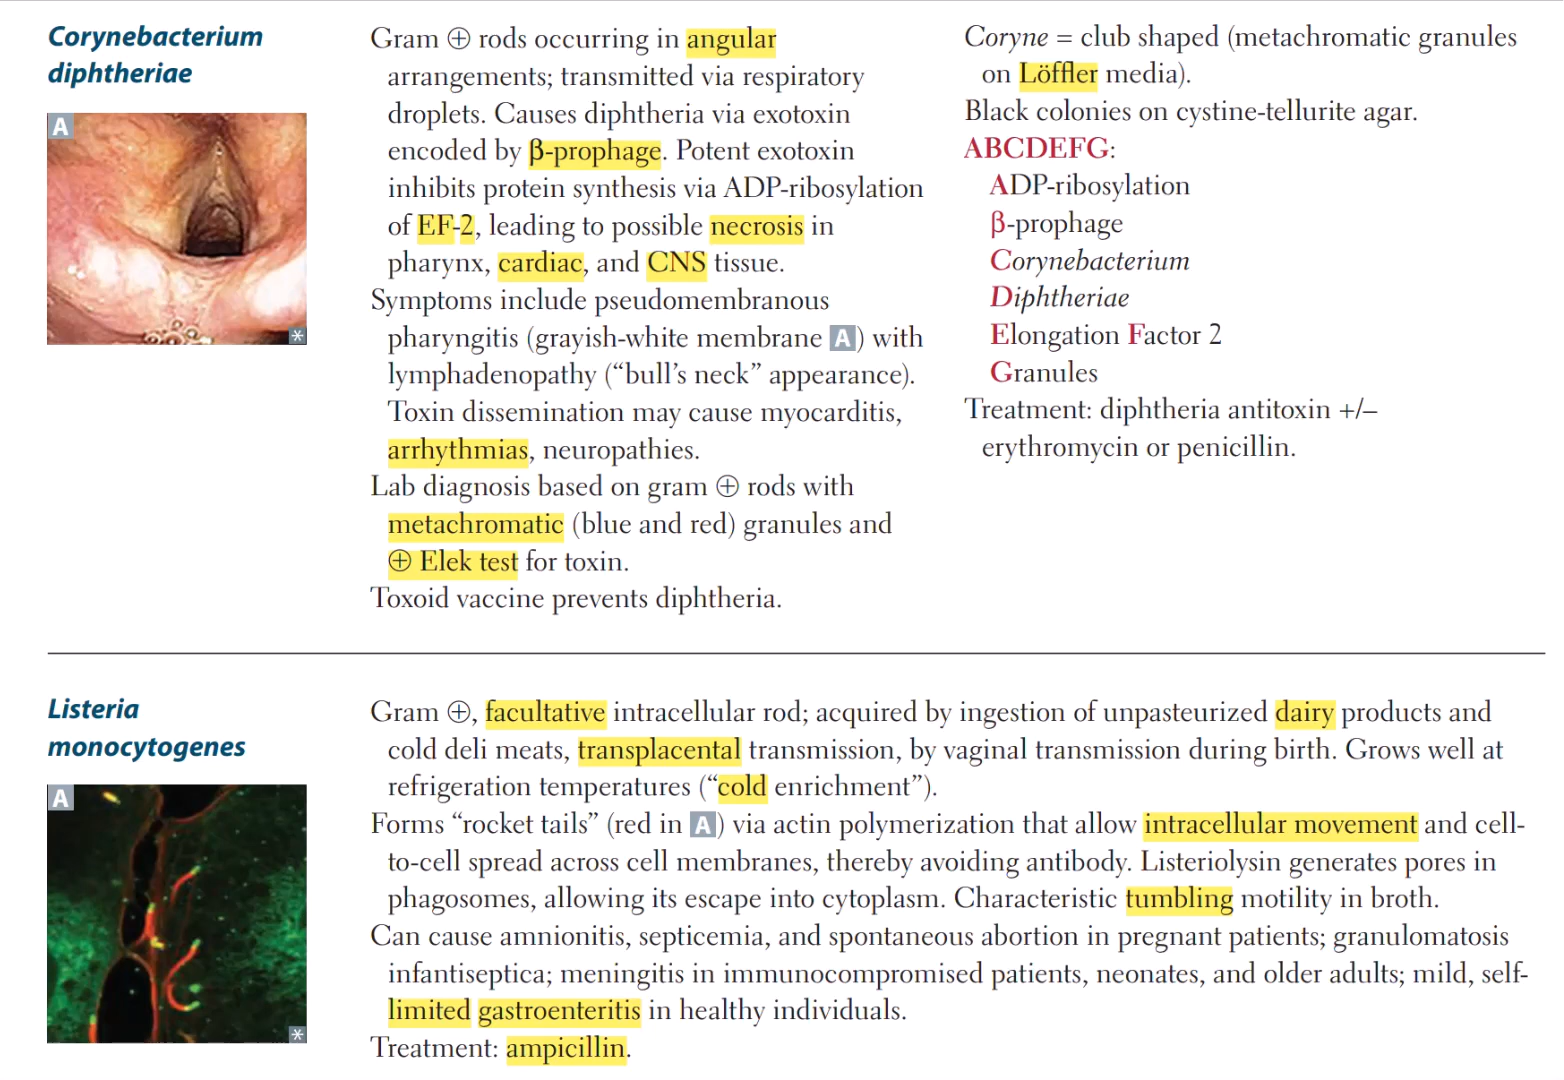 Corynebacterium
diphtheriae
A
Gram ⊕ rods occurring in angular
arrangements; transmitted via respiratory
droplets. Causes diphtheria via exotoxin
encoded by β-prophage. Potent exotoxin
inhibits protein synthesis via ADP-ribosylation
of EF-2, leading to possible necrosis in
pharynx, cardiac, and CNS tissue.
Symptoms include pseudomembranous
pharyngitis (grayish-white membrane A) with
lymphadenopathy (“bull’s neck” appearance).
Toxin dissemination may cause myocarditis,
arrhythmias, neuropathies.
Lab diagnosis based on gram ⊕ rods with
metachromatic (blue and red) granules and
⊕ Elek test for toxin.
Toxoid vaccine prevents diphtheria.
Coryne = club shaped (metachromatic granules
on Löffler media).
Black colonies on cystine-tellurite agar.
ABCDEFG:
ADP-ribosylation
β-prophage
Corynebacterium
Diphtheriae
Elongation Factor 2
Granules
Treatment: diphtheria antitoxin +/–
erythromycin or penicillin.
Listeria
monocytogenes
A
Gram ⊕, facultative intracellular rod; acquired by ingestion of unpasteurized dairy products and
cold deli meats, transplacental transmission, by vaginal transmission during birth. Grows well at
refrigeration temperatures (“cold enrichment”).
Forms “rocket tails” (red in A) via actin polymerization that allow intracellular movement and cell-
to-cell spread across cell membranes, thereby avoiding antibody. Listeriolysin generates pores in
phagosomes, allowing its escape into cytoplasm. Characteristic tumbling motility in broth.
Can cause amnionitis, septicemia, and spontaneous abortion in pregnant patients; granulomatosis
infantiseptica; meningitis in immunocompromised patients, neonates, and older adults; mild, self-
limited gastroenteritis in healthy individuals.
Treatment: ampicillin.